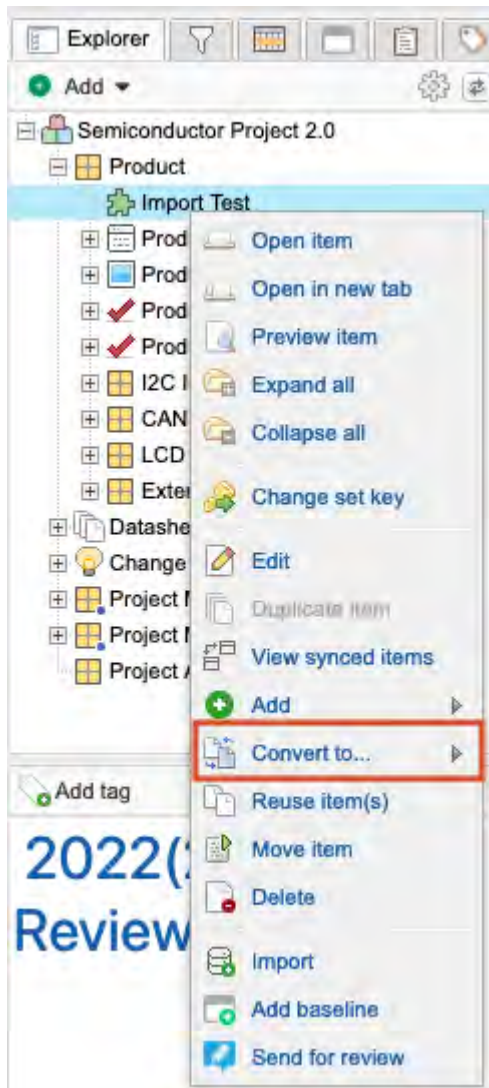 Explorer
Add
Semiconductor Project 2.0
Product
Import Test
Prod
Open item
Prod
Open in new tab
Prod
Preview item
Prod
I2C I
Expand all
CAN
Collapse all
LCD
Exter
Change set key
Datashe
Change
Edit
Project
Duplicate item
Project
View synced items
Project
Add
Convert to...
Add tag
Reuse item(s)
2022(
Move item
Delete
Review
Import
Add baseline
Send for review